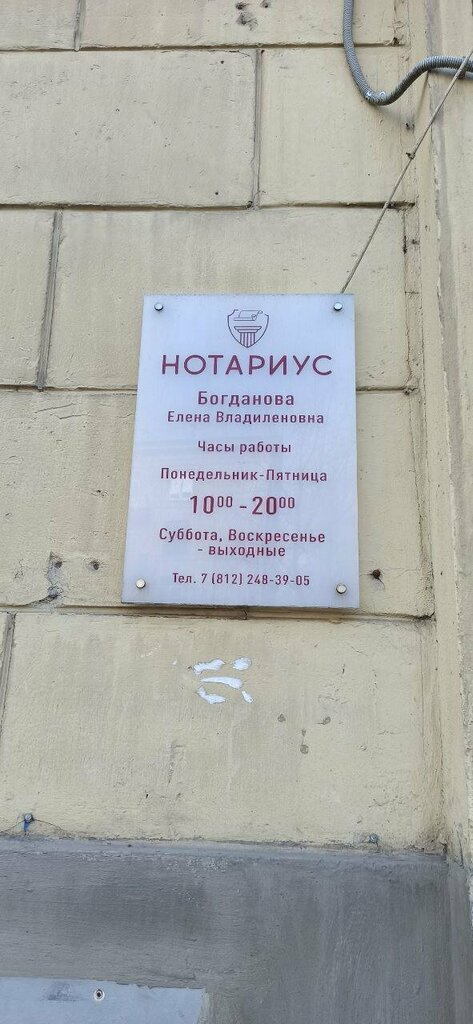 НОТАРИУС
Богданова
Елена Владиленовна
Часы работы
Понедельник-Пятница
10⁰⁰ - 20⁰⁰
Суббота, Воскресенье
- выходные
Тел. 7 (812) 248-39-05